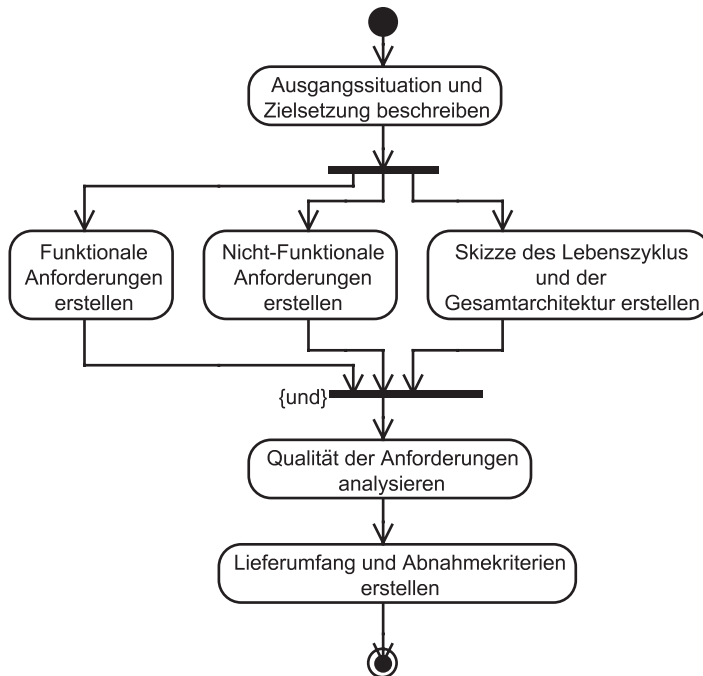 Ausgangssituation und
Zielsetzung beschreiben
Funktionale
Anforderungen
erstellen
Nicht-Funktionale
Anforderungen
erstellen
Skizze des Lebenszyklus
und der
Gesamtarchitektur erstellen
{und}
Qualität der Anforderungen
analysieren
Lieferumfang und Abnahmekriterien
erstellen